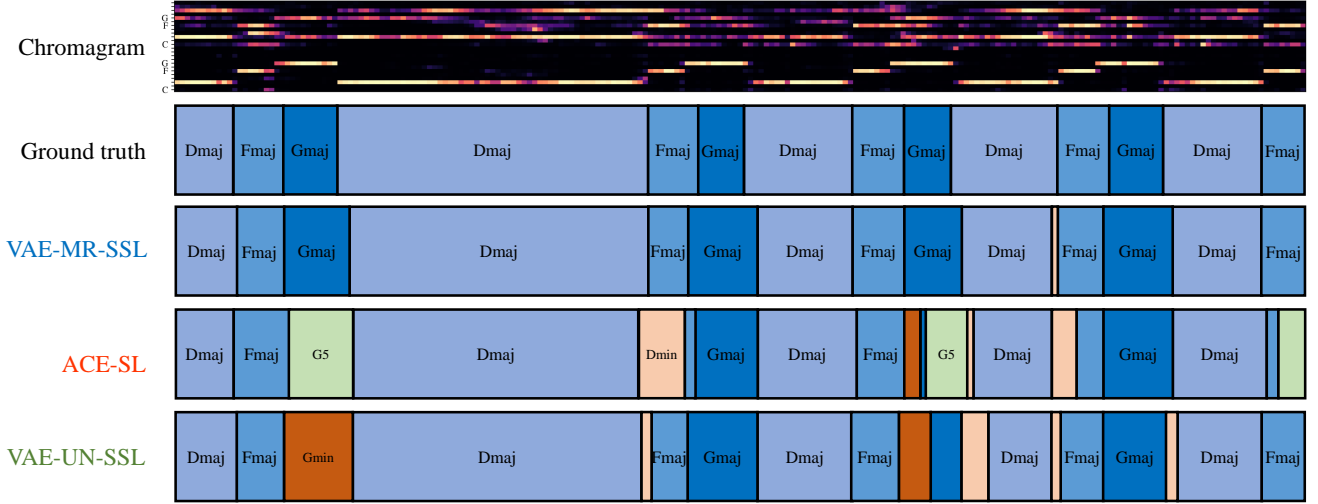 G
F
Chromagram
C
G
F
C
Ground truth Dmaj Fmaj Gmaj Dmaj Fmaj Gmaj Dmaj Fmaj Gmaj Dmaj Fmaj Gmaj Dmaj Fmaj
VAE-MR-SSL Dmaj Fmaj Gmaj Dmaj Fmaj Gmaj Dmaj Fmaj Gmaj Dmaj Fmaj Gmaj Dmaj Fmaj
ACE-SL Dmaj Fmaj G5 Dmaj Dmin Gmaj Dmaj Fmaj G5 Dmaj Gmaj Dmaj
VAE-UN-SSL Dmaj Fmaj Gmin Dmaj Fmaj Gmaj Dmaj Fmaj Dmaj Fmaj Gmaj Dmaj Fmaj